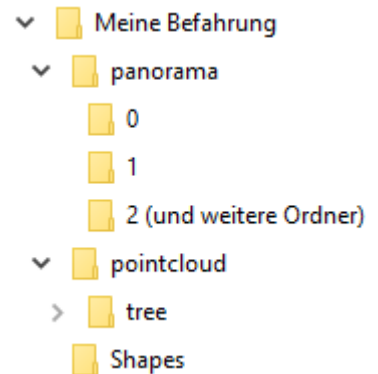 Meine Befahrung
panorama
0
1
2 (und weitere Ordner)
pointcloud
tree
Shapes